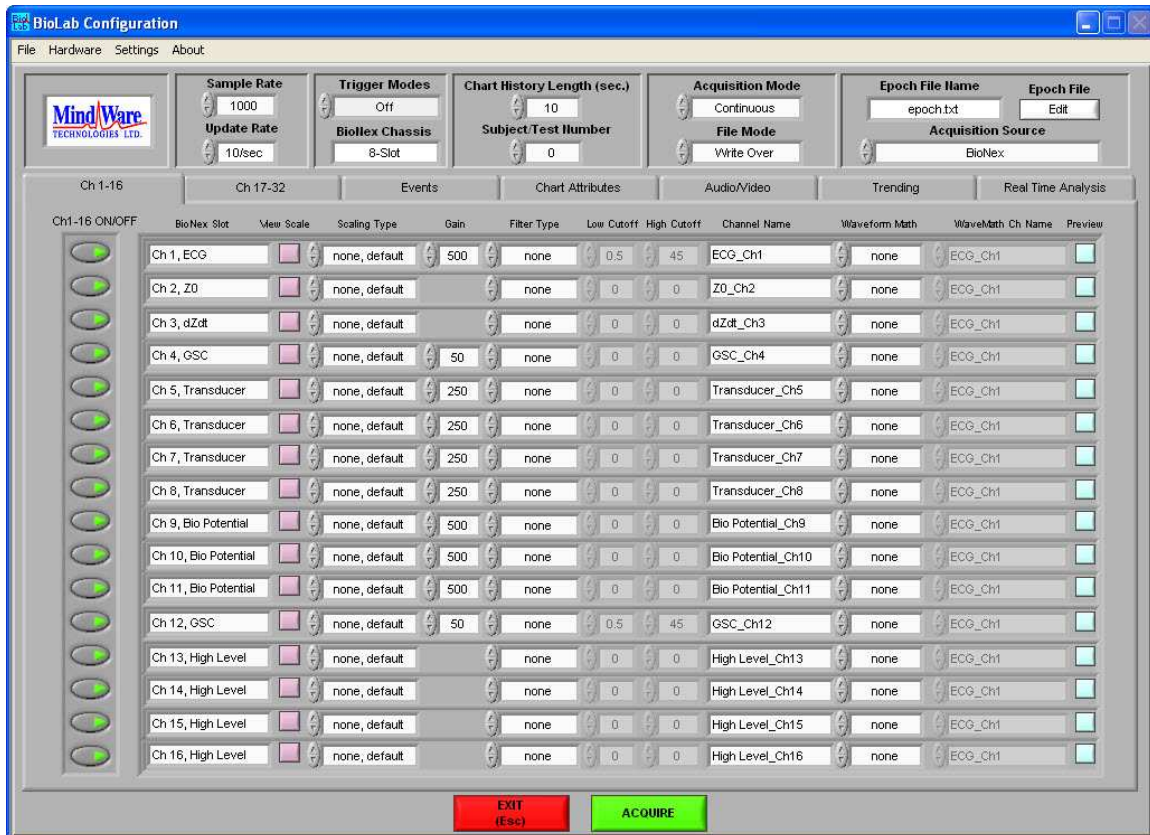 BioLab Configuration
File Hardware Settings About
MindWare
TECHNOLOGIES LTD.
Sample Rate
1000
Update Rate
10/sec
Trigger Modes
Off
BioNex Chassis
8-Slot
Chart History Length (sec.)
10
Subject/Test Number
0
Acquisition Mode
Continuous
File Mode
Write Over
Epoch File Name
epoch.txt
Epoch File
Edit
Acquisition Source
BioNex
Ch 1-16 Ch 17-32 Events Chart Attributes Audio/Video Trending Real Time Analysis
Ch1-16 ON/OFF BioNex Slot View Scale Scaling Type Gain Filter Type Low Cutoff High Cutoff Channel Name Waveform Math WaveMath Ch Name Preview
Ch 1, ECG none, default 500 none 0.5 45 ECG_Ch1 none ECG_Ch1
Ch 2, Z0 none, default none 0 0 Z0_Ch2 none ECG_Ch1
Ch 3, dZdt none, default none 0 0 dZdt_Ch3 none ECG_Ch1
Ch 4, GSC none, default 50 none 0 0 GSC_Ch4 none ECG_Ch1
Ch 5, Transducer none, default 250 none 0 0 Transducer_Ch5 none ECG_Ch1
Ch 6, Transducer none, default 250 none 0 0 Transducer_Ch6 none ECG_Ch1
Ch 7, Transducer none, default 250 none 0 0 Transducer_Ch7 none ECG_Ch1
Ch 8, Transducer none, default 250 none 0 0 Transducer_Ch8 none ECG_Ch1
Ch 9, Bio Potential none, default 500 none 0 0 Bio Potential_Ch9 none ECG_Ch1
Ch 10, Bio Potential none, default 500 none 0 0 Bio Potential_Ch10 none ECG_Ch1
Ch 11, Bio Potential none, default 500 none 0 0 Bio Potential_Ch11 none ECG_Ch1
Ch 12, GSC none, default 50 none 0.5 45 GSC_Ch12 none ECG_Ch1
Ch 13, High Level none, default none 0 0 High Level_Ch13 none ECG_Ch1
Ch 14, High Level none, default none 0 0 High Level_Ch14 none ECG_Ch1
Ch 15, High Level none, default none 0 0 High Level_Ch15 none ECG_Ch1
Ch 16, High Level none, default none 0 0 High Level_Ch16 none ECG_Ch1
EXIT
(Esc)
ACQUIRE